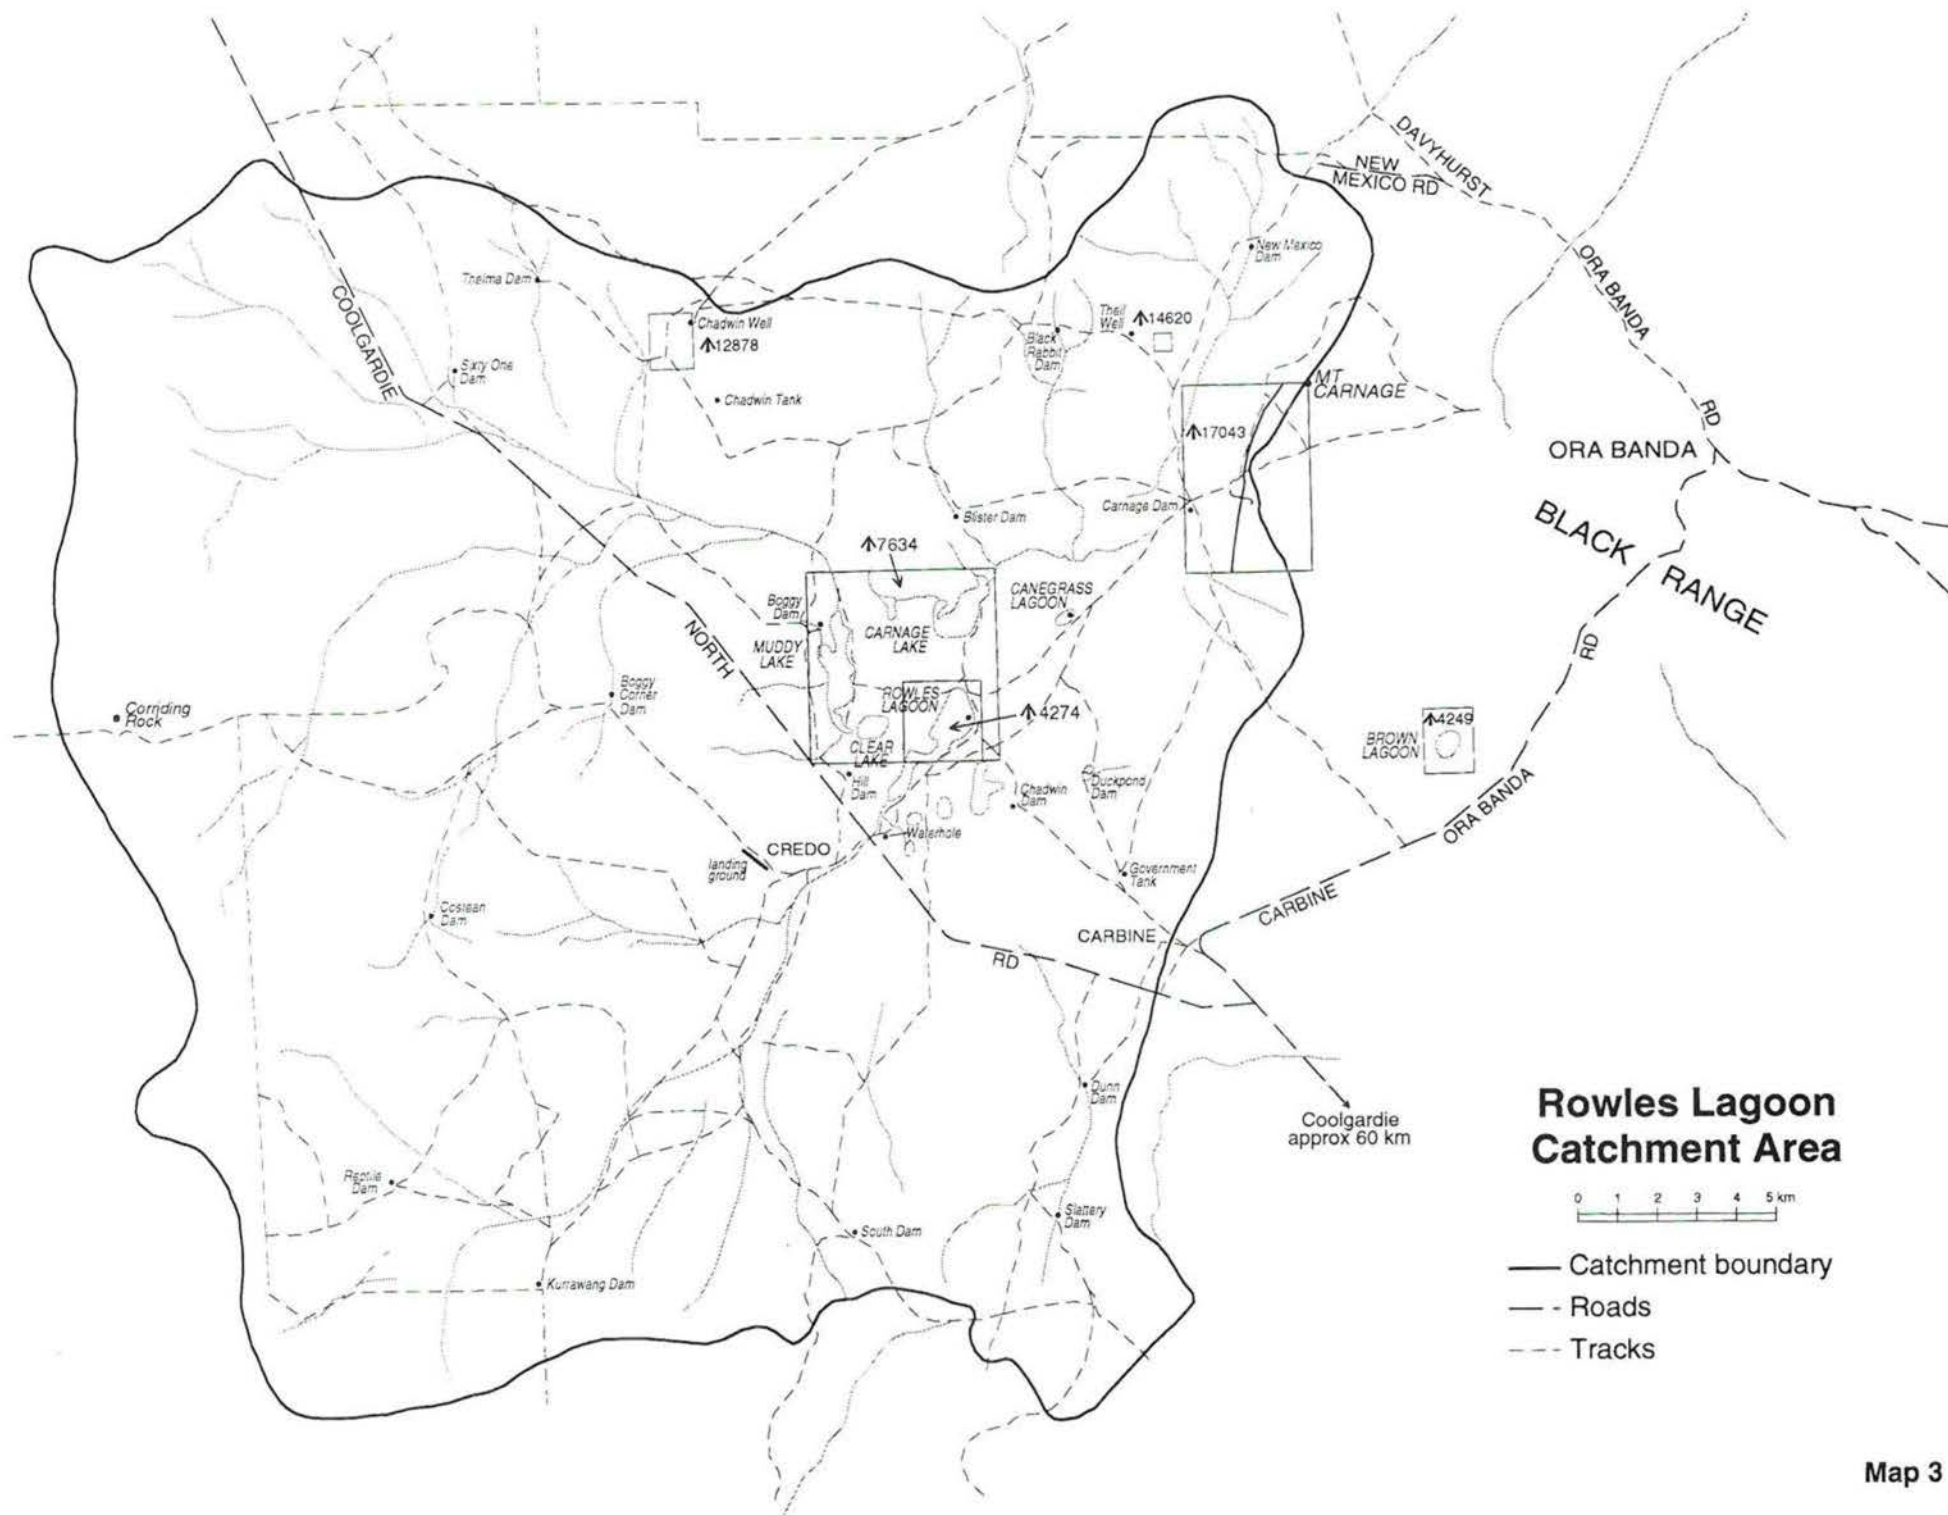 DAVYHURST
NEW
MEXICO RD
New Mexico
Dam
ORA BANDA
RD
Thelma Dam
COOLGARDIE
Chadwin Well
12878
Theil
Well
14620
Black
Rabbit
Dam
Sixty One
Dam
Chadwin Tank
MT
CARNAGE
17043
ORA BANDA
BLACK RANGE
Carnage Dam
Blister Dam
7634
CANEGRASS
LAGOON
Boggy
Dam
CARNAGE
LAKE
MUDDY
LAKE
NORTH
RD
Boggy
Corner
Dam
ROWLES
LAGOON
4274
Corriding
Rock
4249
BROWN
LAGOON
CLEAR
LAKE
Hill
Dam
Duckpond
Dam
Chadwin
Dam
ORA BANDA
Waterhole
CREDO
landing
ground
Government
Tank
CARBINE
Costean
Dam
CARBINE
RD
Dunn
Dam
Coolgardie
approx 60 km
Rowles Lagoon
Catchment Area
0 1 2 3 4 5 km
Reptile
Dam
Slattery
Dam
South Dam
Kurrawang Dam
Catchment boundary
Roads
Tracks
Map 3